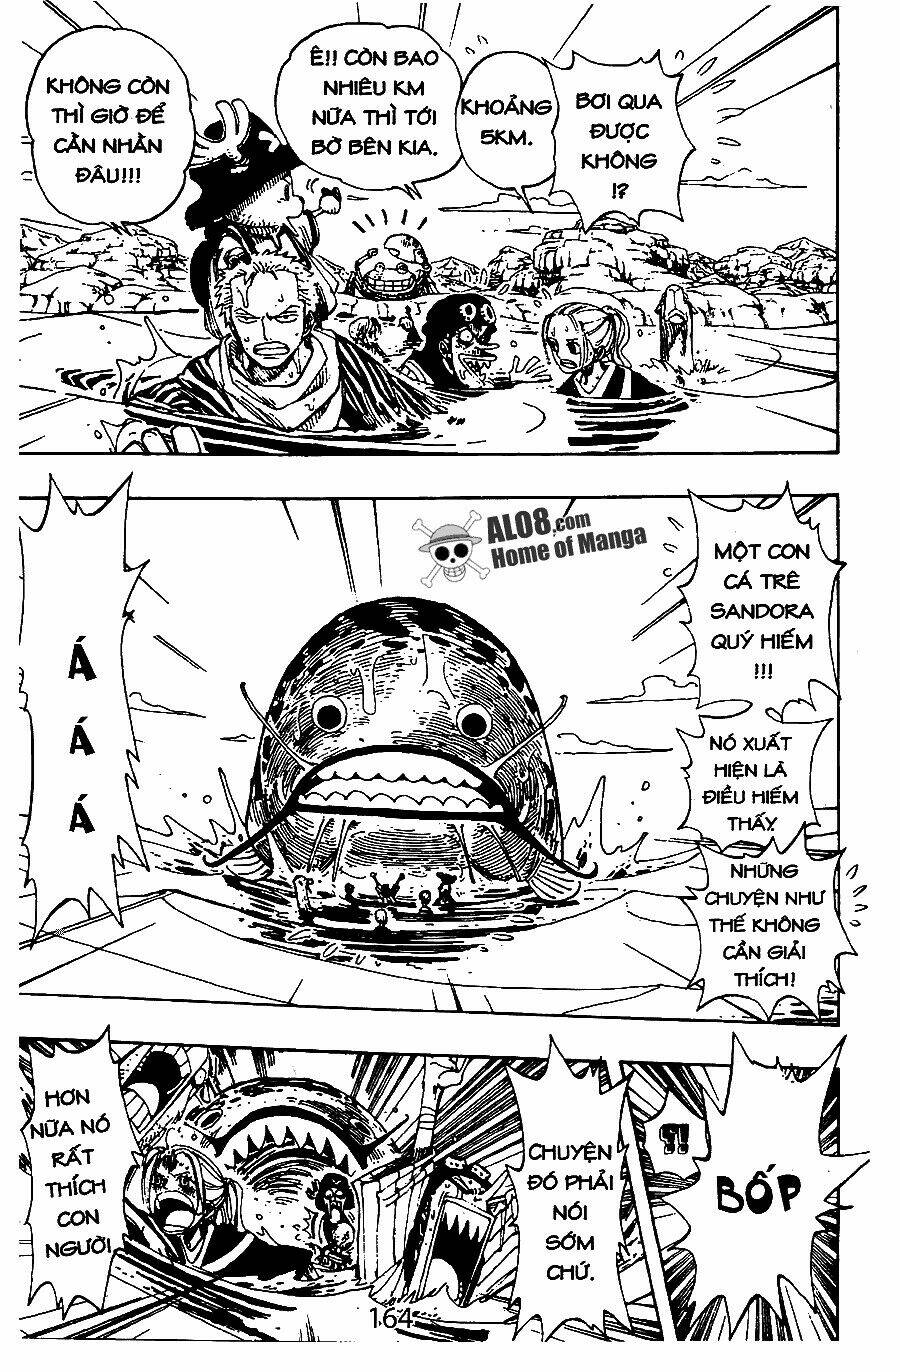 BƠI QUA
ĐƯỢC
KHÔNG
!?
KHOẢNG
5KM.
Ê!! CÒN BAO
NHIÊU KM
NỮA THÌ TỚI
BỜ BÊN KIA.
KHÔNG CÒN
THÌ GIỜ ĐỂ
CẰN NHẰN
ĐÂU!!!
AL08.com
Home of Manga
MỘT CON
CÁ TRÊ
SANDORA
QUÝ HIẾM
!!!
NÓ XUẤT
HIỆN LÀ
ĐIỀU HIẾM
THẤY.
NHỮNG
CHUYỆN NHƯ
THẾ KHÔNG
CẦN GIẢI
THÍCH!
Á
Á
Á
BỐP
?!
CHUYỆN
ĐÓ PHẢI
NÓI
SỚM
CHỨ.
HƠN
NỮA NÓ
RẤT
THÍCH
CON
NGƯỜI
164